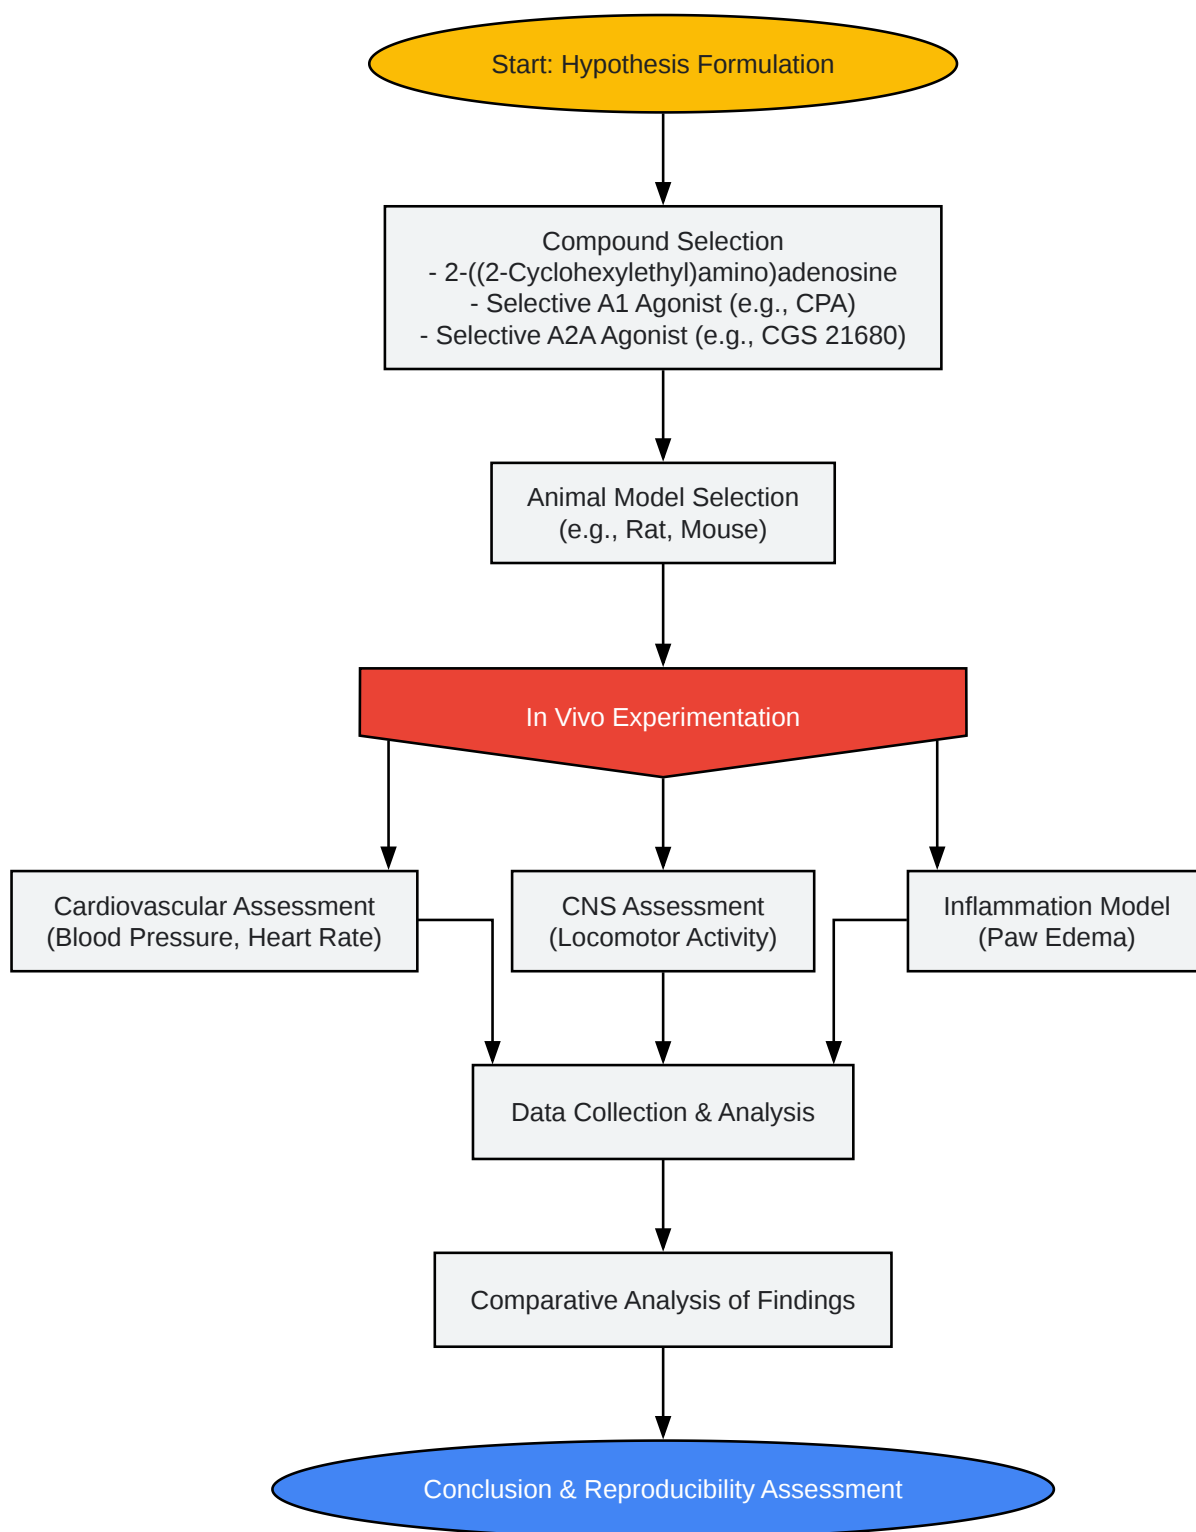 Start: Hypothesis Formulation
Compound Selection
- 2-((2-Cyclohexylethyl)amino)adenosine
- Selective A1 Agonist (e.g., CPA)
- Selective A2A Agonist (e.g., CGS 21680)
Animal Model Selection
(e.g., Rat, Mouse)
In Vivo Experimentation
Cardiovascular Assessment
(Blood Pressure, Heart Rate)
CNS Assessment
(Locomotor Activity)
Inflammation Model
(Paw Edema)
Data Collection & Analysis
Comparative Analysis of Findings
Conclusion & Reproducibility Assessment